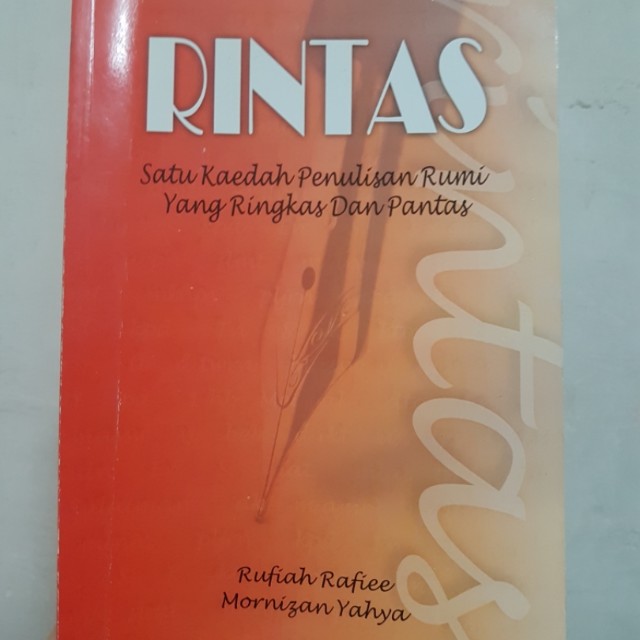 RINTAS
Satu Kaedah Penulisan Rumi
Yang Ringkas Dan Pantas
rintas
Rufiah Rafiee
Mornizan Yahya